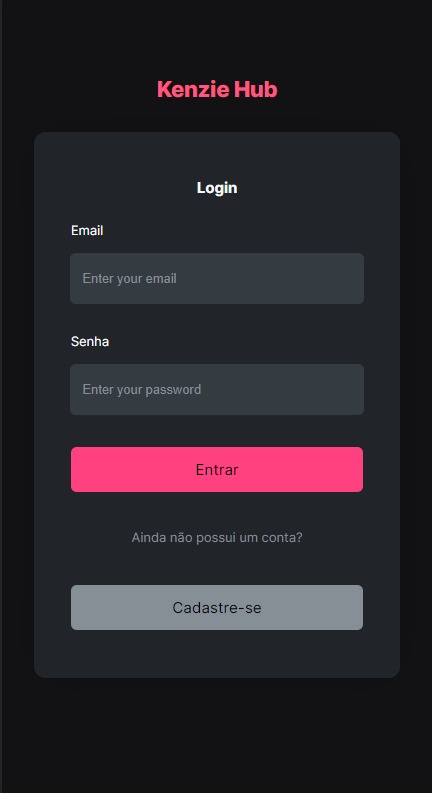 Kenzie Hub
Login
Email
Enter your email
Senha
Enter your password
Entrar
Ainda não possui um conta?
Cadastre-se